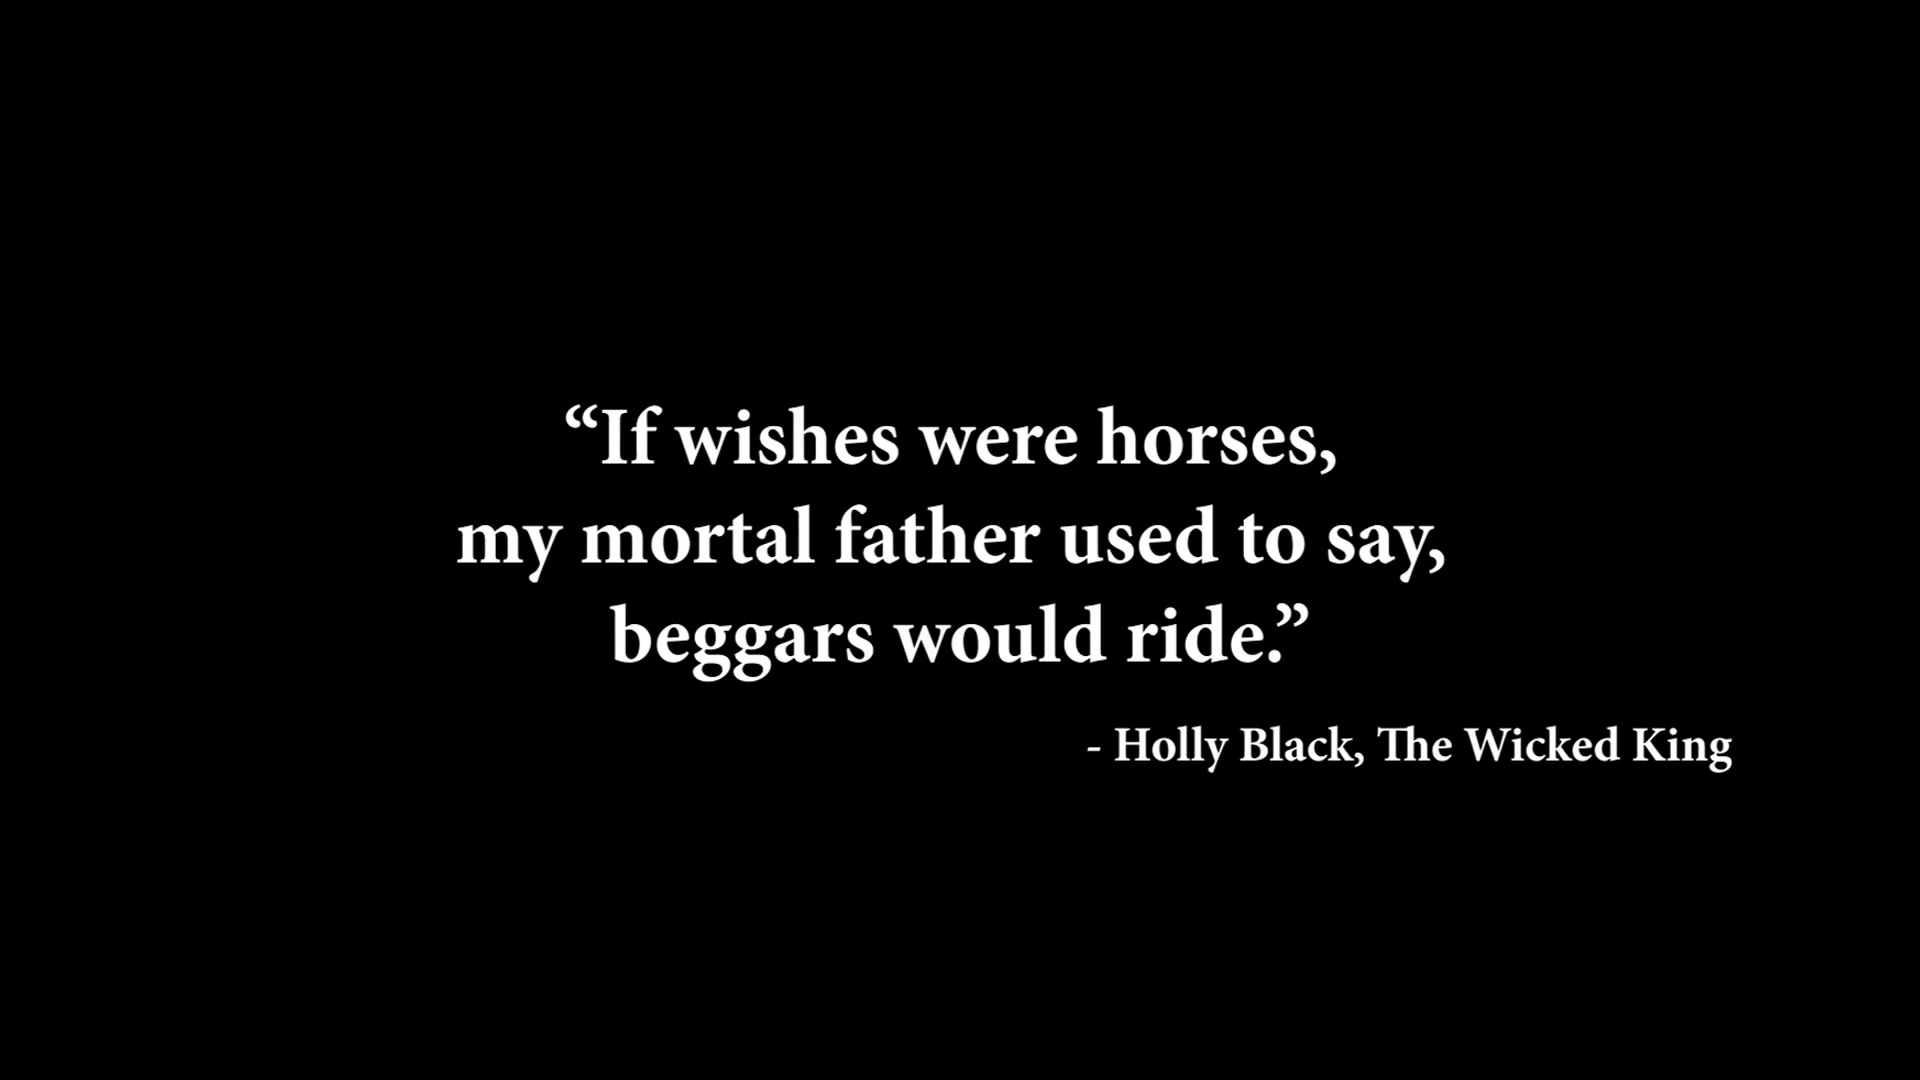 “If wishes were horses,
my mortal father used to say,
beggars would ride.”
- Holly Black, The Wicked King